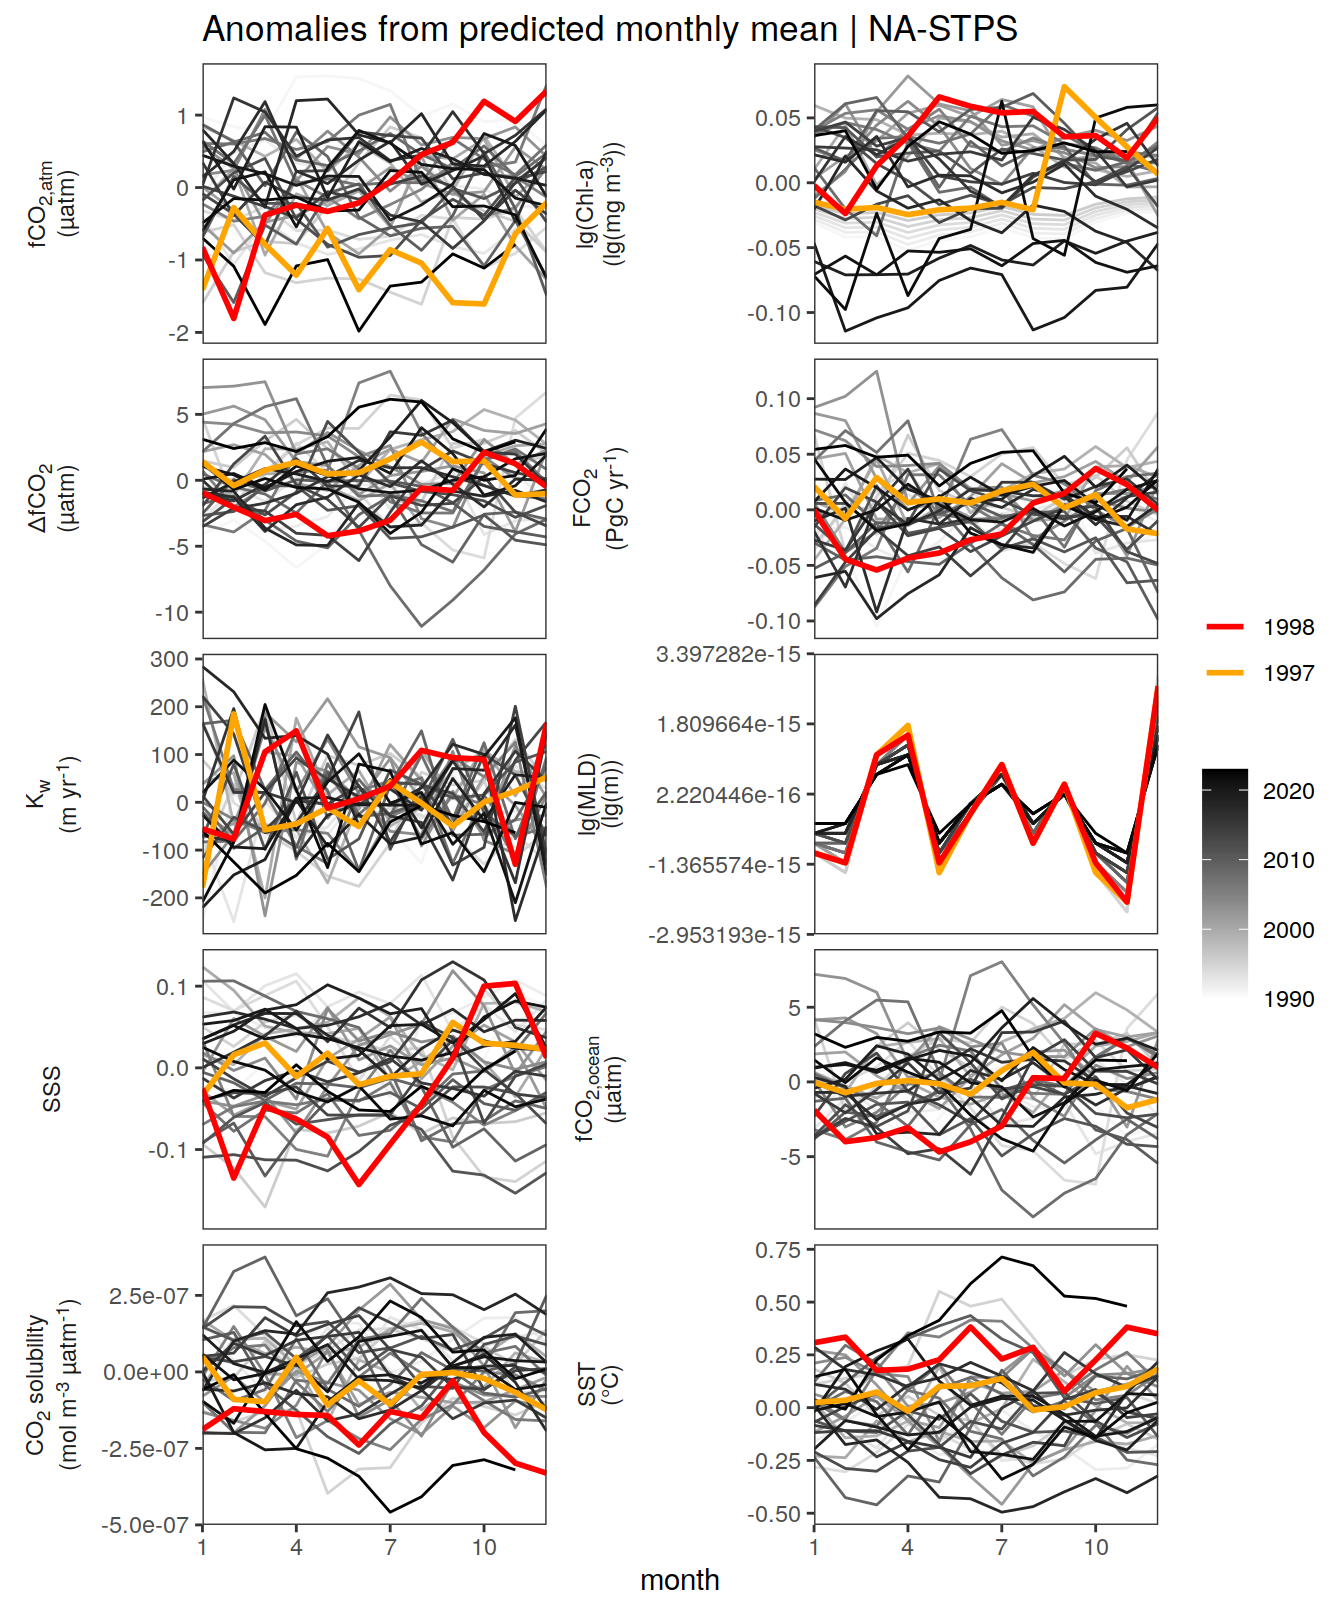 Anomalies from predicted monthly mean | NA-STPS
fCO2,atm
(µatm)
1
0
-1
-2
lg(Chl-a)
(lg(mg m-3))
0.05
0.00
-0.05
-0.10
ΔfCO2
(µatm)
5
0
-5
-10
FCO2
(PgC yr-1)
0.10
0.05
0.00
-0.05
-0.10
Kw
(m yr-1)
300
200
100
0
-100
-200
lg(MLD)
(lg(m))
3.397282e-15
1.809664e-15
2.220446e-16
-1.365574e-15
-2.953193e-15
SSS
0.1
0.0
-0.1
fCO2,ocean
(µatm)
5
0
-5
CO2 solubility
(mol m-3 µatm-1)
2.5e-07
0.0e+00
-2.5e-07
-5.0e-07
1
4
7
10
SST
(°C)
0.75
0.50
0.25
0.00
-0.25
-0.50
1
4
7
10
month
1998
1997
2020
2010
2000
1990